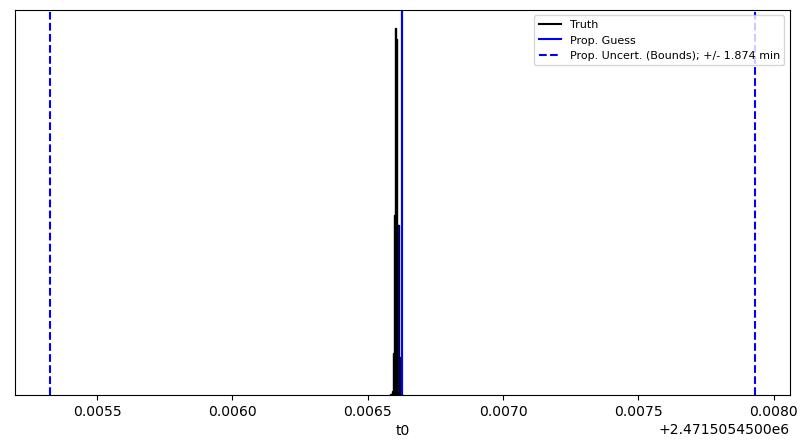 Truth
Prop. Guess
Prop. Uncert. (Bounds); +/- 1.874 min
0.0055 0.0060 0.0065 0.0070 0.0075 0.0080
t0
+2.4715054500e6